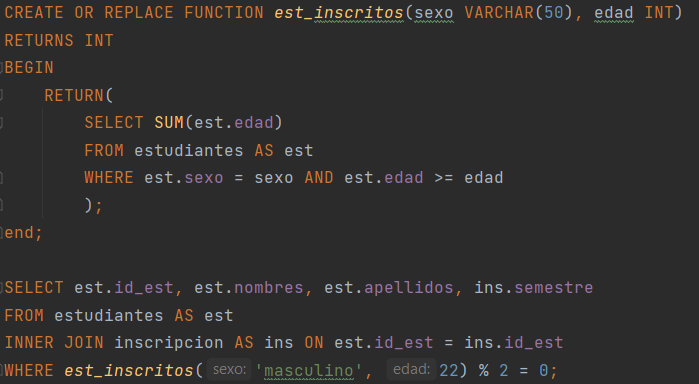 CREATE OR REPLACE FUNCTION est_inscritos(sexo VARCHAR(50), edad INT)
RETURNS INT
BEGIN
RETURN(
SELECT SUM(est.edad)
FROM estudiantes AS est
WHERE est.sexo = sexo AND est.edad >= edad
);
end;
SELECT est.id_est, est.nombres, est.apellidos, ins.semestre
FROM estudiantes AS est
INNER JOIN inscripcion AS ins ON est.id_est = ins.id_est
WHERE est_inscritos( sexo: 'masculino', edad: 22) % 2 = 0;